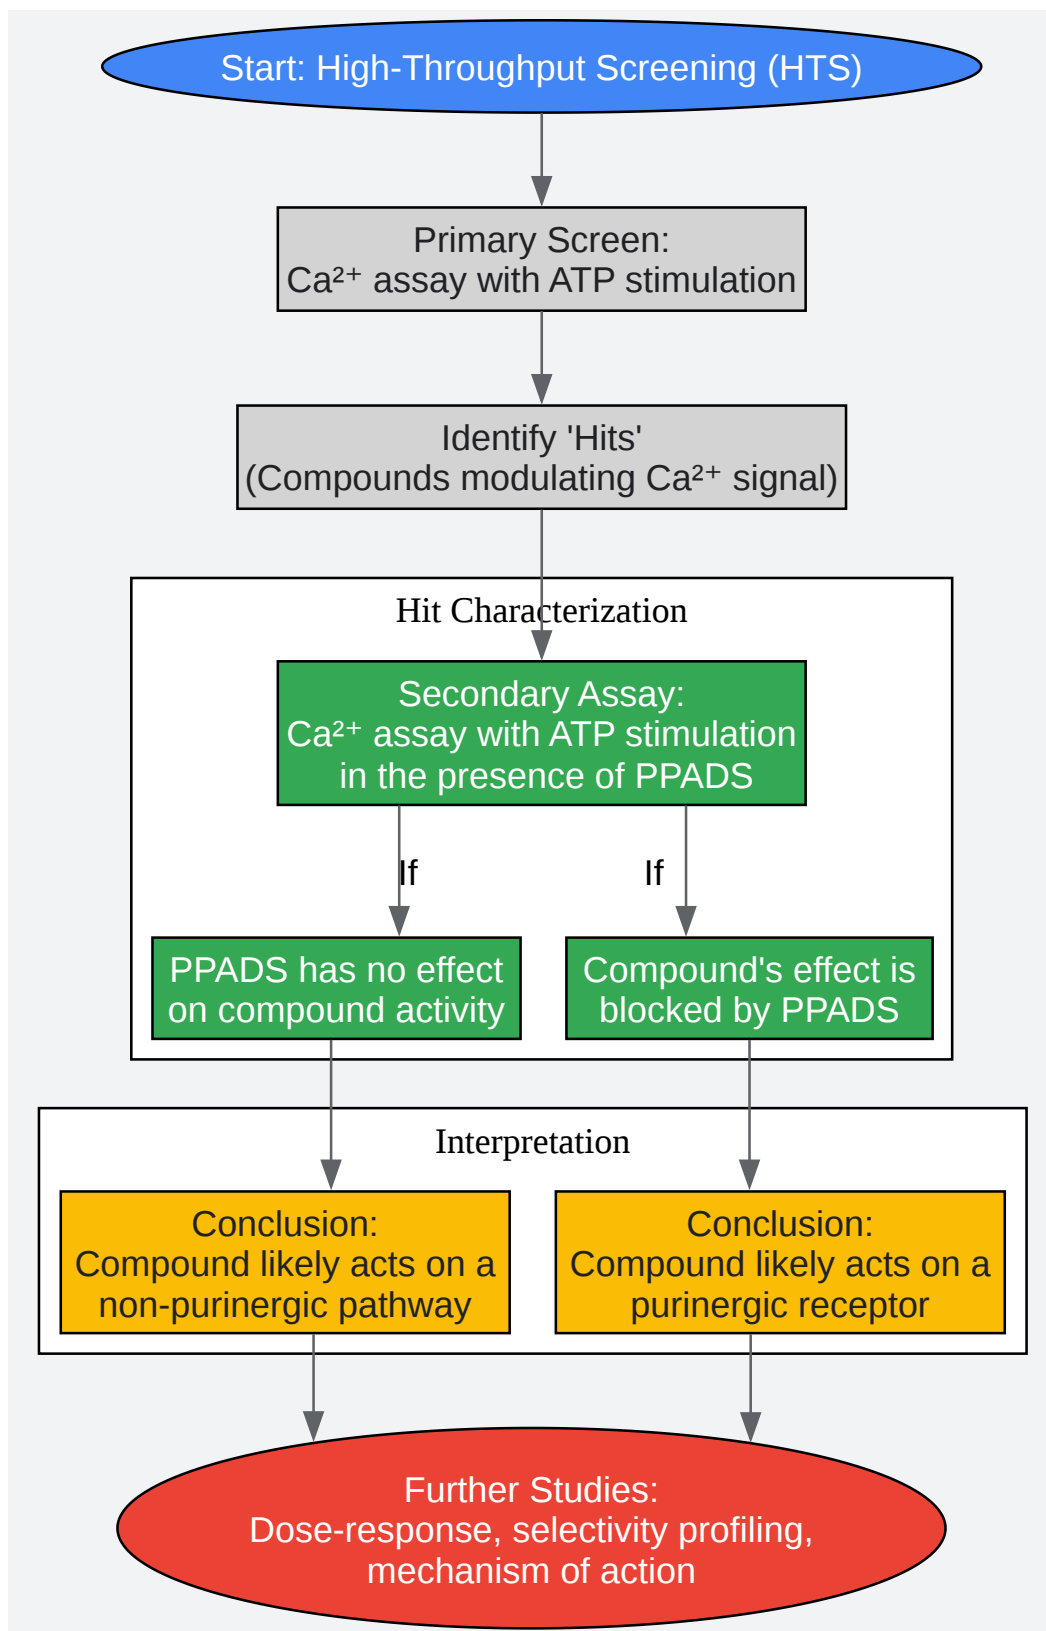 Start: High-Throughput Screening (HTS)
Primary Screen:
Ca²⁺ assay with ATP stimulation
Identify 'Hits'
(Compounds modulating Ca²⁺ signal)
Hit Characterization
Secondary Assay:
Ca²⁺ assay with ATP stimulation
in the presence of PPADS
If
If
PPADS has no effect
on compound activity
Compound's effect is
blocked by PPADS
Interpretation
Conclusion:
Compound likely acts on a
non-purinergic pathway
Conclusion:
Compound likely acts on a
purinergic receptor
Further Studies:
Dose-response, selectivity profiling,
mechanism of action